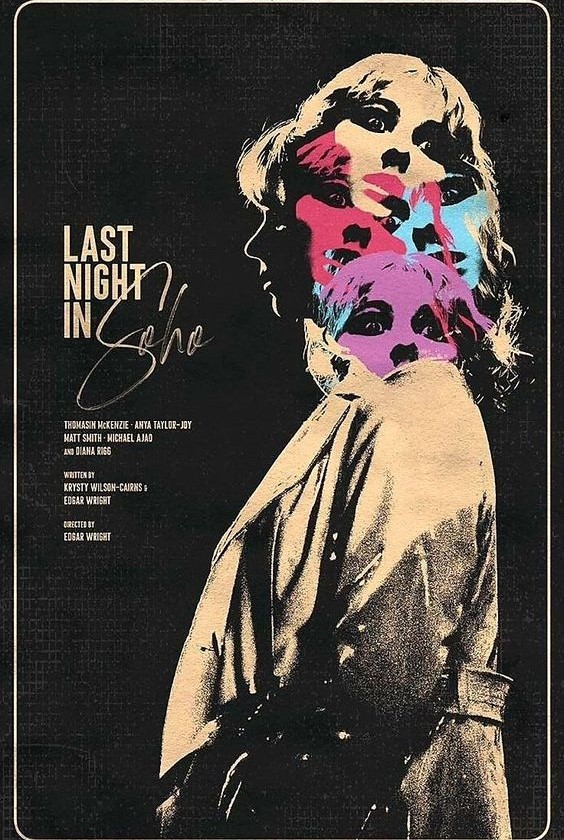 LAST
NIGHT
IN Soho
THOMASIN McKENZIE · ANYA TAYLOR-JOY
MATT SMITH · MICHAEL AJAO
AND DIANA RIGG
WRITTEN BY
KRYSTY WILSON-CAIRNS &
EDGAR WRIGHT
DIRECTED BY
EDGAR WRIGHT